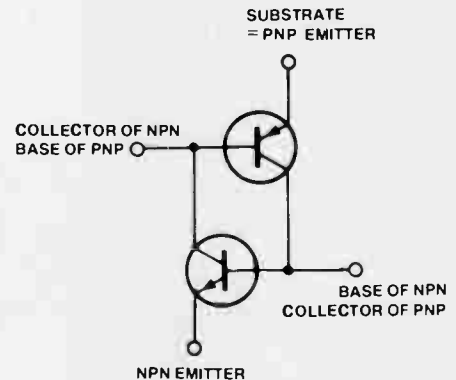 SUBSTRATE
= PNP EMITTER
COLLECTOR OF NPN
BASE OF PNP
BASE OF NPN
COLLECTOR OF PNP
NPN EMITTER